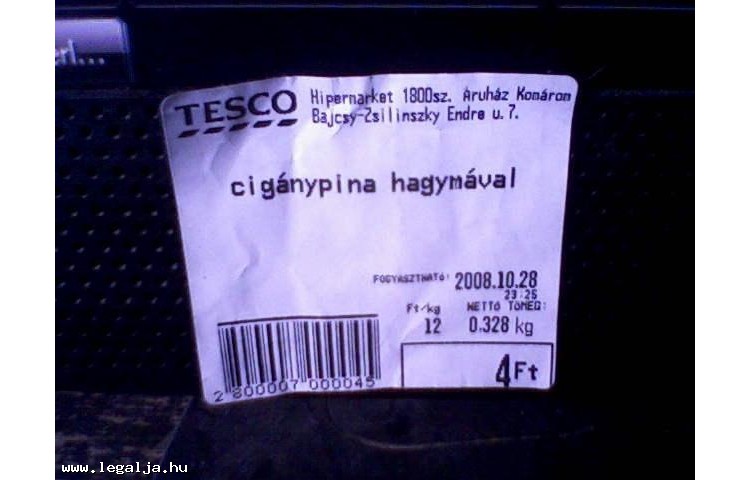 TESCO
Hipermarket 1800sz. Áruház Komárom
Bajcsy-Zsilinszky Endre u. 7.
cigánypina hagymával
FOGYASZTHATÓ: 2008.10.28
23:25
Ft/kg NETTÓ TÖMEG:
12 0,328 kg
4Ft
2 800007 000045
www.legalja.hu